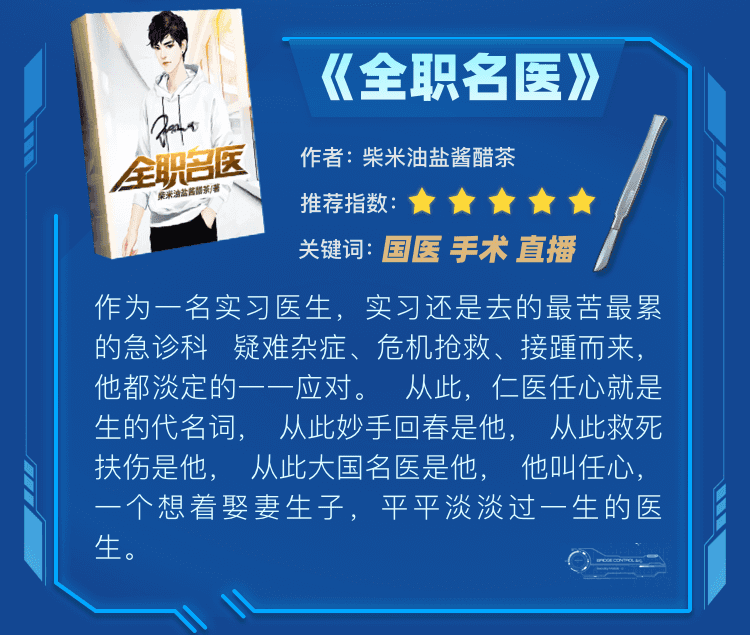 《全职名医》
作者：柴米油盐酱醋茶
推荐指数：
关键词：国医 手术 直播
全职名医
柴米油盐酱醋茶/著
作为一名实习医生，实习还是去的最苦最累
的急诊科 疑难杂症、危机抢救、接踵而来，
他都淡定的一一应对。 从此，仁医任心就是
生的代名词， 从此妙手回春是他， 从此救死
扶伤是他， 从此大国名医是他， 他叫任心，
一个想着娶妻生子，平平淡淡过一生的医
生。